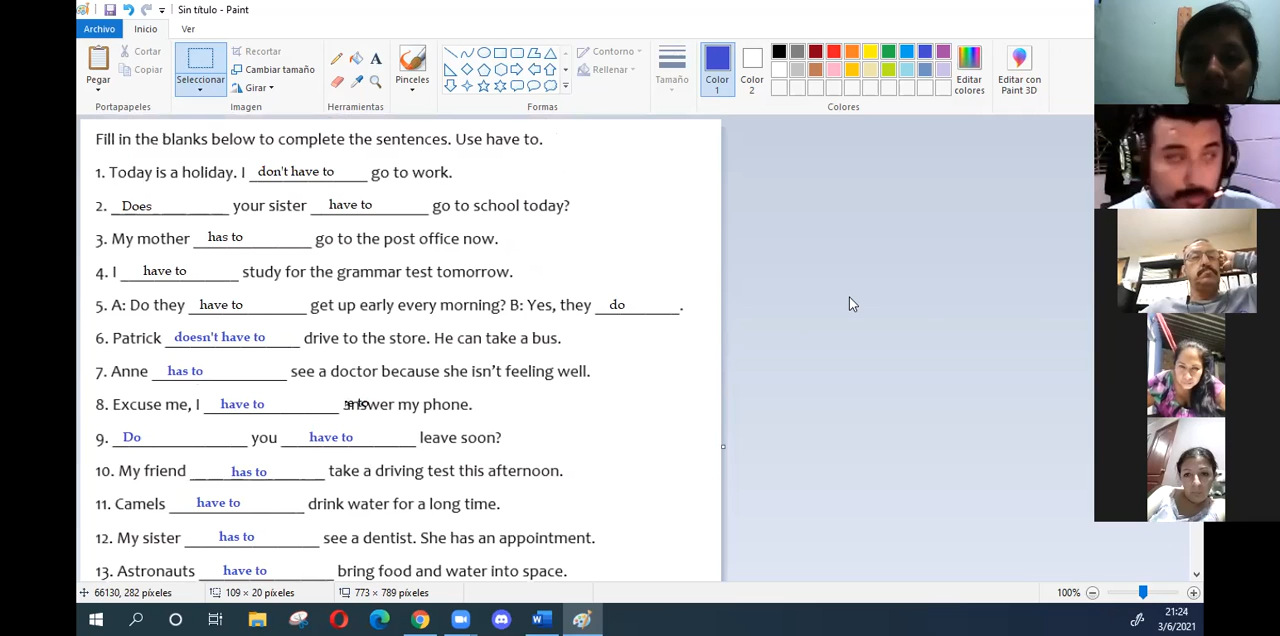 Sin título - Paint
Archivo Inicio Ver
Pegar
Cortar
Copiar
Portapapeles
Seleccionar
Recortar
Cambiar tamaño
Girar
Imagen
A
Herramientas
Pinceles
Contorno
Rellenar
Formas
Tamaño
Color 1
Color 2
Editar colores
Editar con Paint 3D
Colores
Fill in the blanks below to complete the sentences. Use have to.
1. Today is a holiday. I don't have to go to work.
2. Does your sister have to go to school today?
3. My mother has to go to the post office now.
4. I have to study for the grammar test tomorrow.
5. A: Do they have to get up early every morning? B: Yes, they do.
6. Patrick doesn't have to drive to the store. He can take a bus.
7. Anne has to see a doctor because she isn't feeling well.
8. Excuse me, I have to answer my phone.
9. Do you have to leave soon?
10. My friend has to take a driving test this afternoon.
11. Camels have to drink water for a long time.
12. My sister has to see a dentist. She has an appointment.
13. Astronauts have to bring food and water into space.
66130, 282 píxeles 109 × 20 píxeles 773 × 789 píxeles 100%
21:24
3/6/2021